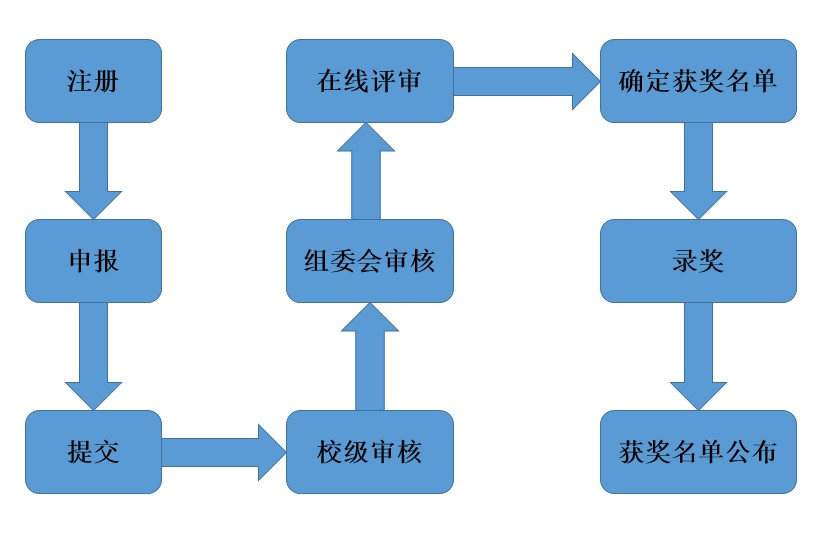 注册
申报
提交
校级审核
组委会审核
在线评审
确定获奖名单
录奖
获奖名单公布